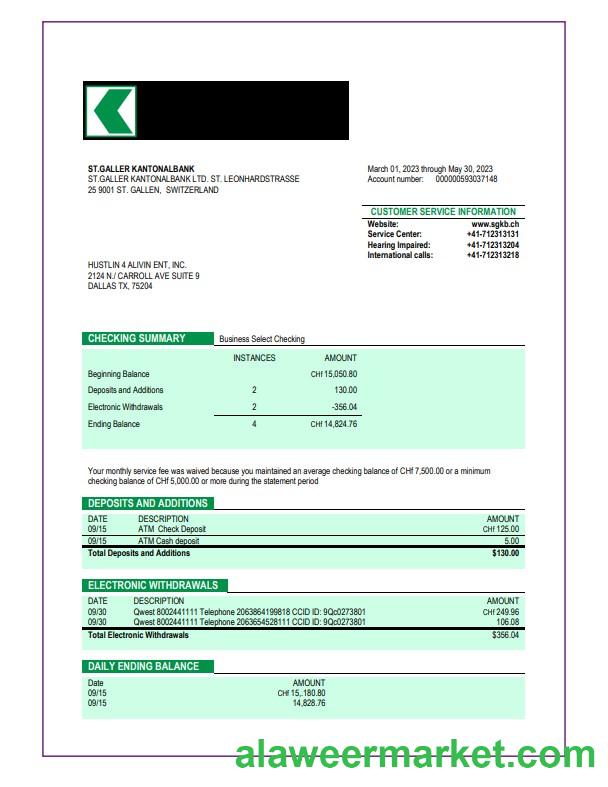 ST.GALLER KANTONALBANK
ST.GALLER KANTONALBANK LTD. ST. LEONHARDSTRASSE
25 9001 ST. GALLEN, SWITZERLAND
March 01, 2023 through May 30, 2023
Account number: 000000593037148
CUSTOMER SERVICE INFORMATION
Website: www.sgkb.ch
Service Center: +41-712313131
Hearing Impaired: +41-712313204
International calls: +41-712313218
HUSTLIN 4 ALIVIN ENT, INC.
2124 N./ CARROLL AVE SUITE 9
DALLAS TX, 75204
CHECKING SUMMARY Business Select Checking
INSTANCES AMOUNT
Beginning Balance CHf 15,050.80
Deposits and Additions 2 130.00
Electronic Withdrawals 2 -356.04
Ending Balance 4 CHf 14,824.76
Your monthly service fee was waived because you maintained an average checking balance of CHf 7,500.00 or a minimum
checking balance of CHf 5,000.00 or more during the statement period
DEPOSITS AND ADDITIONS
DATE DESCRIPTION AMOUNT
09/15 ATM Check Deposit CHf 125.00
09/15 ATM Cash deposit 5.00
Total Deposits and Additions $130.00
ELECTRONIC WITHDRAWALS
DATE DESCRIPTION AMOUNT
09/30 Qwest 8002441111 Telephone 2063864199818 CCID ID: 9Qc0273801 CHf 249.96
09/30 Qwest 8002441111 Telephone 2063654528111 CCID ID: 9Qc0273801 106.08
Total Electronic Withdrawals $356.04
DAILY ENDING BALANCE
Date AMOUNT
09/15 CHf 15,.180.80
09/15 14,828.76
alaweermarket.com